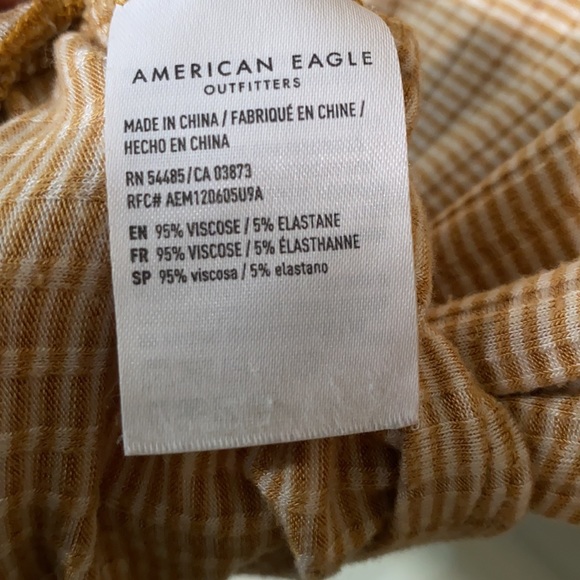 AMERICAN EAGLE
OUTFITTERS
MADE IN CHINA / FABRIQUÉ EN CHINE /
HECHO EN CHINA
RN 54485/CA 03873
RFC# AEM120605U9A
EN 95% VISCOSE / 5% ELASTANE
FR 95% VISCOSE / 5% ÉLASTHANNE
SP 95% viscosa / 5% elastano